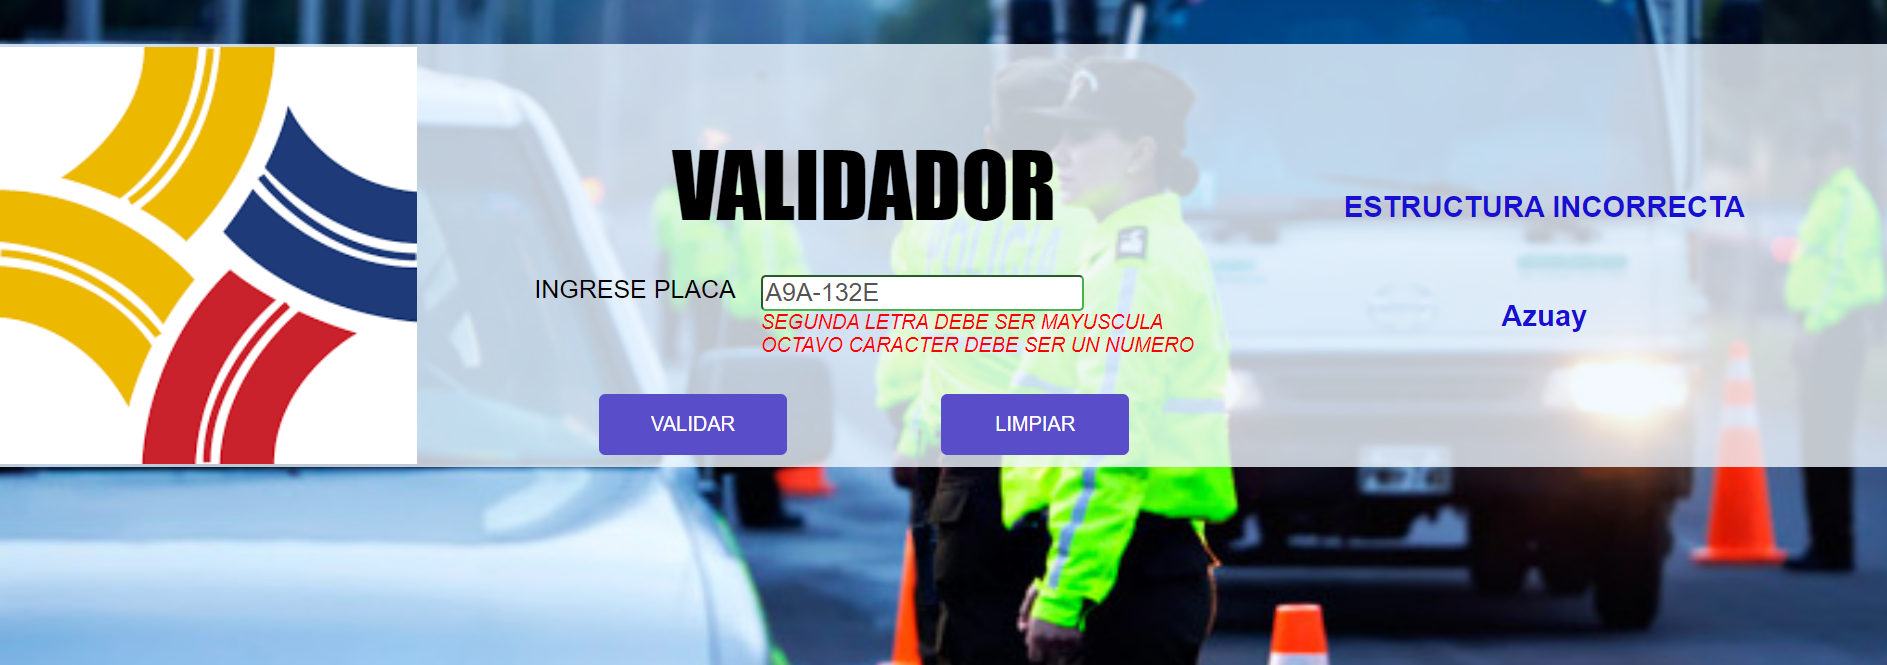 VALIDADOR
INGRESE PLACA A9A-132E
SEGUNDA LETRA DEBE SER MAYUSCULA
OCTAVO CARACTER DEBE SER UN NUMERO
VALIDAR LIMPIAR
ESTRUCTURA INCORRECTA
Azuay
POLICIA